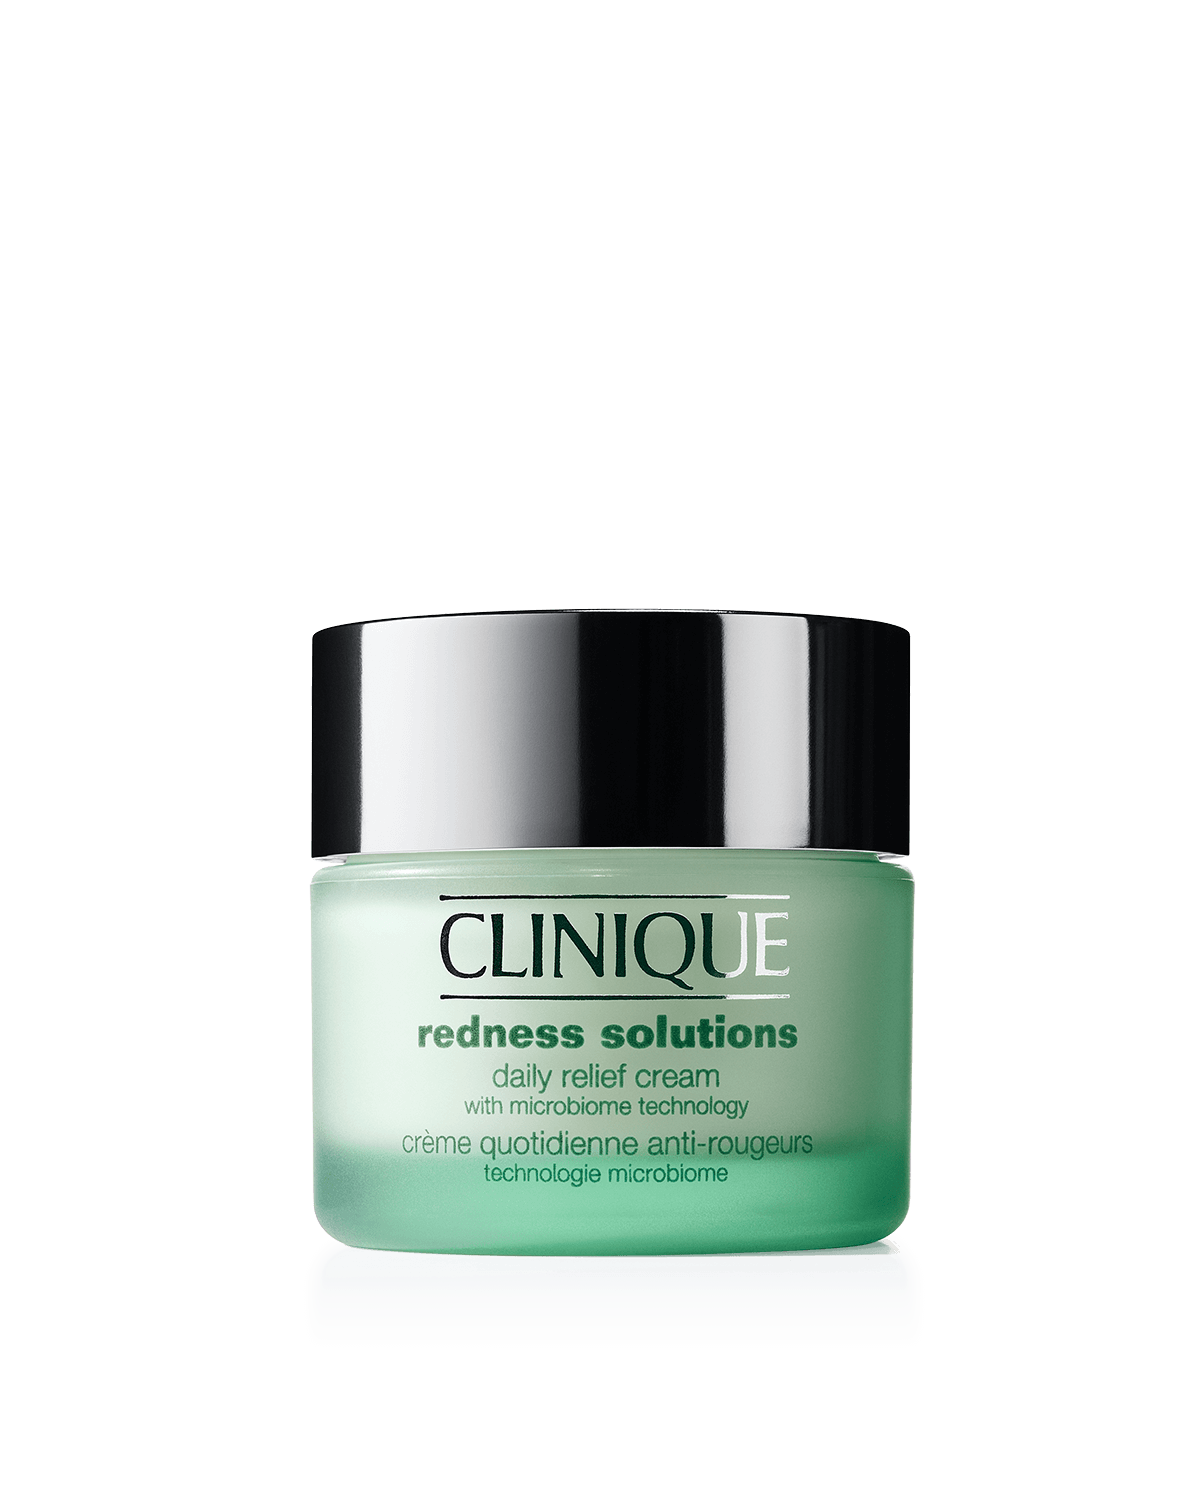 CLINIQUE
redness solutions
daily relief cream
with microbiome technology
crème quotidienne anti-rougeurs
technologie microbiome